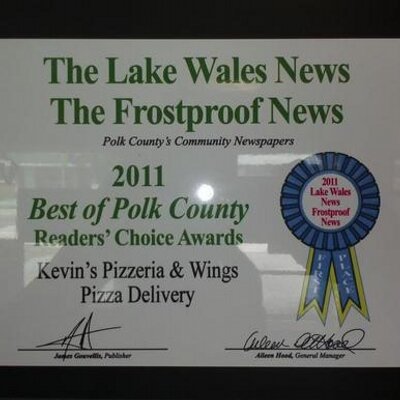 The Lake Wales News
The Frostproof News
Polk County's Community Newspapers
2011
Best of Polk County
Readers' Choice Awards
Kevin's Pizzeria & Wings
Pizza Delivery
2011
Lake Wales
News
Frostproof
News
FIRST PLACE
James Gouvellis, Publisher
Aileen Hood, General Manager